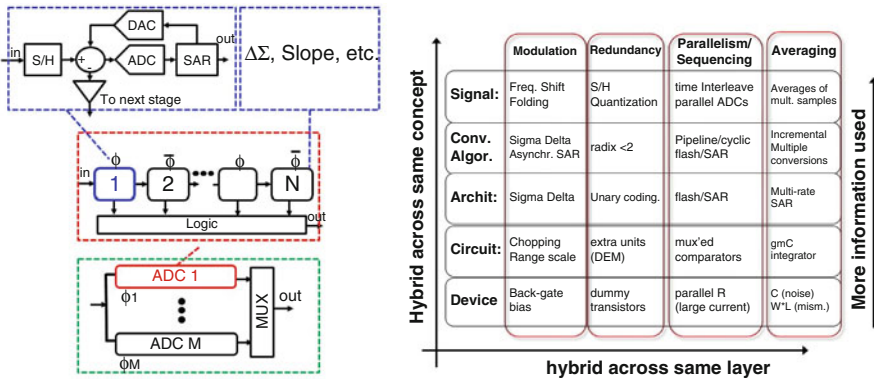 DAC
in
S/H
+
-
ADC
SAR
out
To next stage
ΔΣ, Slope, etc.
ϕ
ϕ̄
ϕ
ϕ̄
in
1
2
•••
N
Logic
out
ADC 1
ϕ1
ADC M
ϕM
MUX
out
Hybrid across same concept
Modulation
Redundancy
Parallelism/
Sequencing
Averaging
Signal:
Freq. Shift
Folding
S/H
Quantization
time Interleave
parallel ADCs
Averages of
mult. samples
Conv.
Algor.
Sigma Delta
Asynchr. SAR
radix <2
Pipeline/cyclic
flash/SAR
Incremental
Multiple
conversions
Archit:
Sigma Delta
Unary coding.
flash/SAR
Multi-rate
SAR
Circuit:
Chopping
Range scale
extra units
(DEM)
mux'ed
comparators
gmC
integrator
Device
Back-gate
bias
dummy
transistors
parallel R
(large current)
C (noise)
W*L (mism.)
More information used
hybrid across same layer